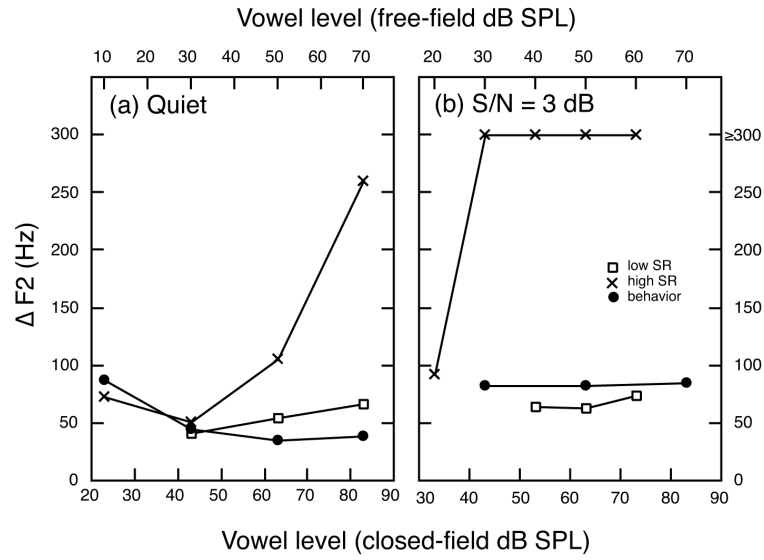 Vowel level (free-field dB SPL)
10 20 30 40 50 60 70 20 30 40 50 60 70
(a) Quiet (b) S/N = 3 dB
300 ≥300
250 250
200 200
low SR
high SR
behavior
150 150
100 100
50 50
0 0
Δ F2 (Hz)
20 30 40 50 60 70 80 90 30 40 50 60 70 80 90
Vowel level (closed-field dB SPL)